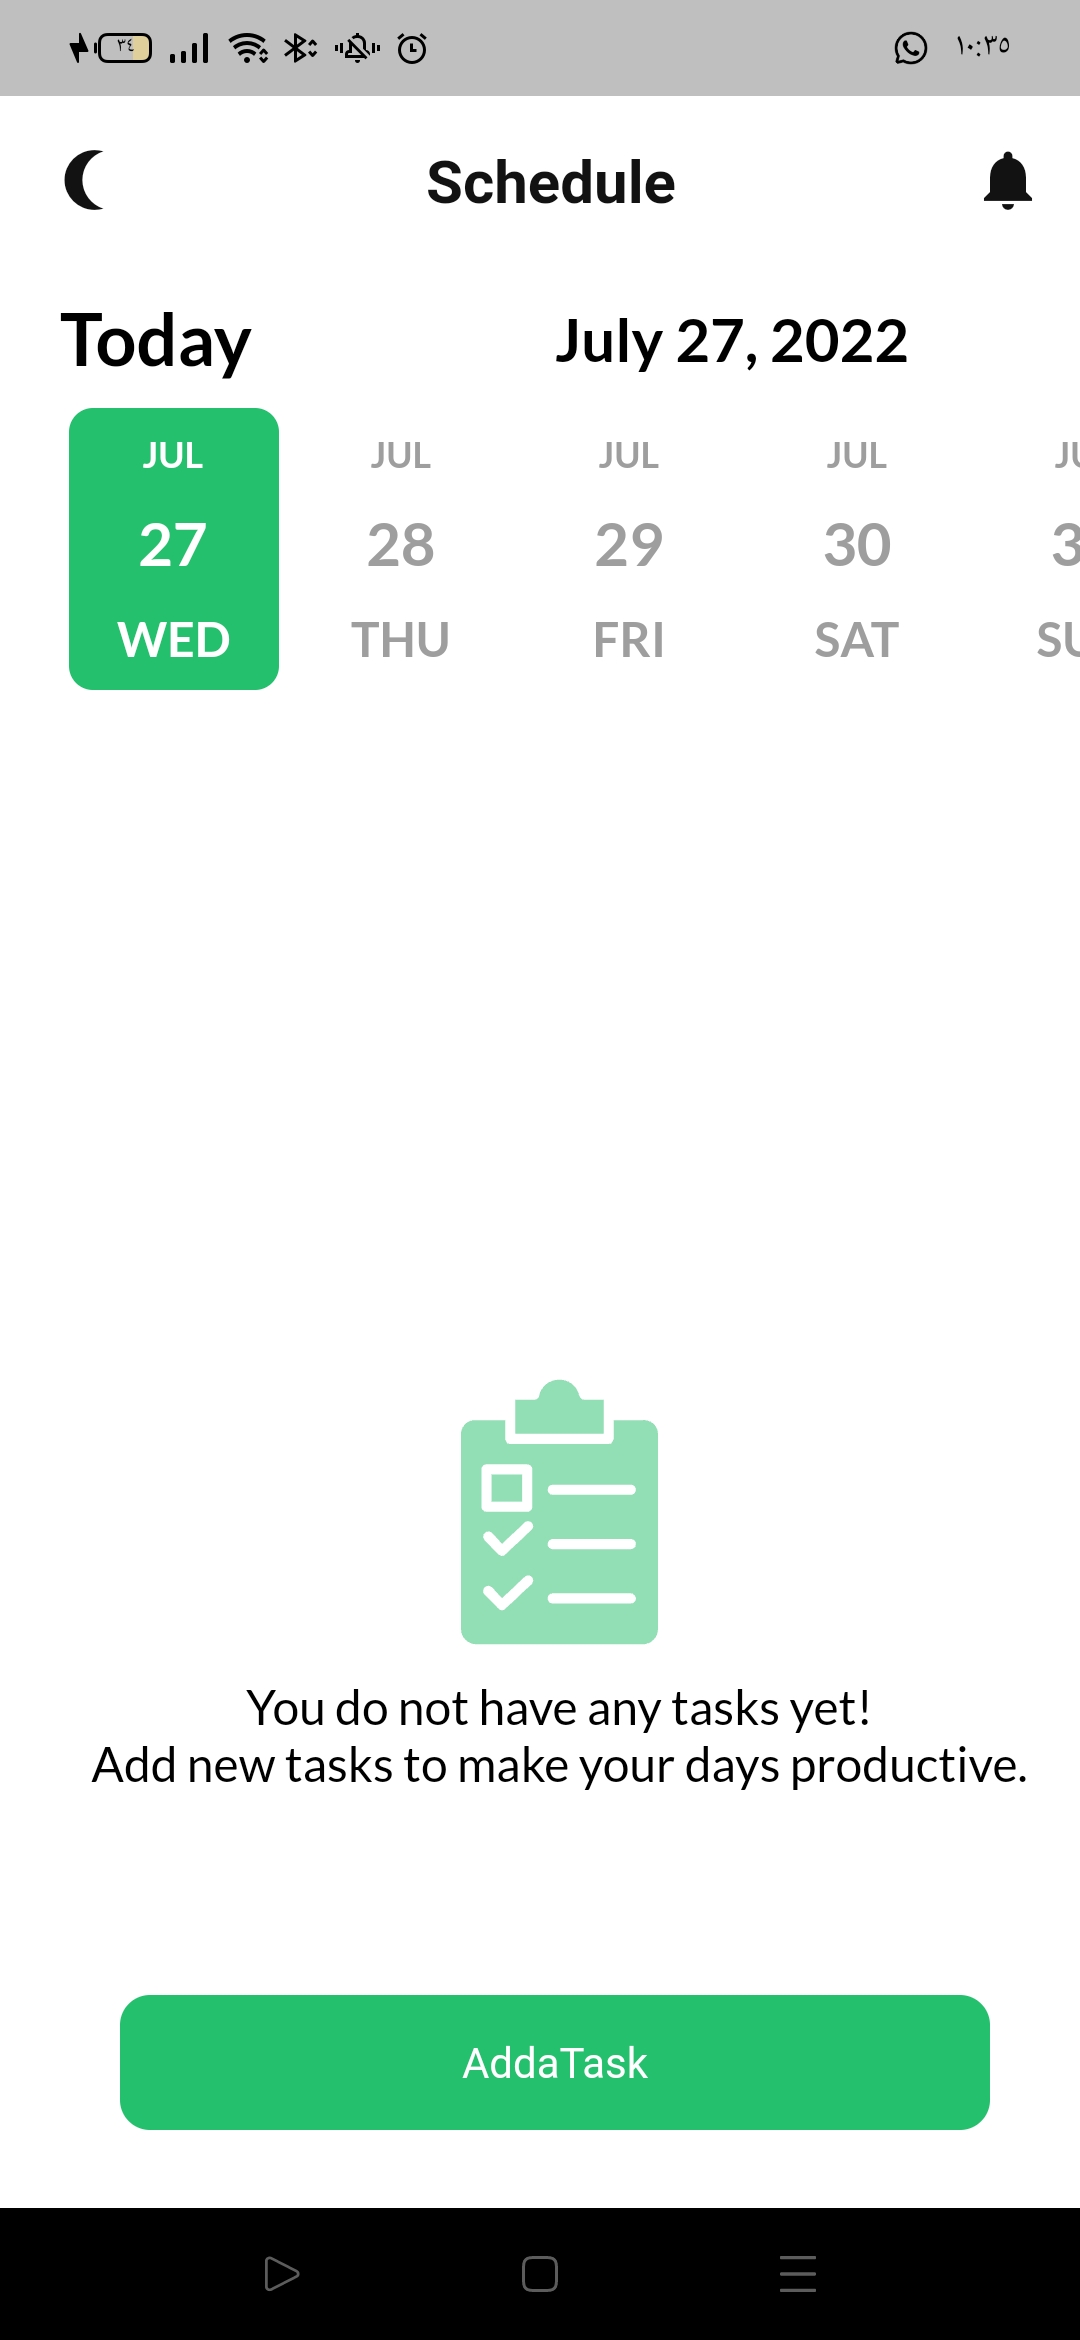 ٣٤ ١٠:٣٥
Schedule
Today July 27, 2022
JUL JUL JUL JUL JU
27 28 29 30 3
WED THU FRI SAT SU
You do not have any tasks yet!
Add new tasks to make your days productive.
AddaTask